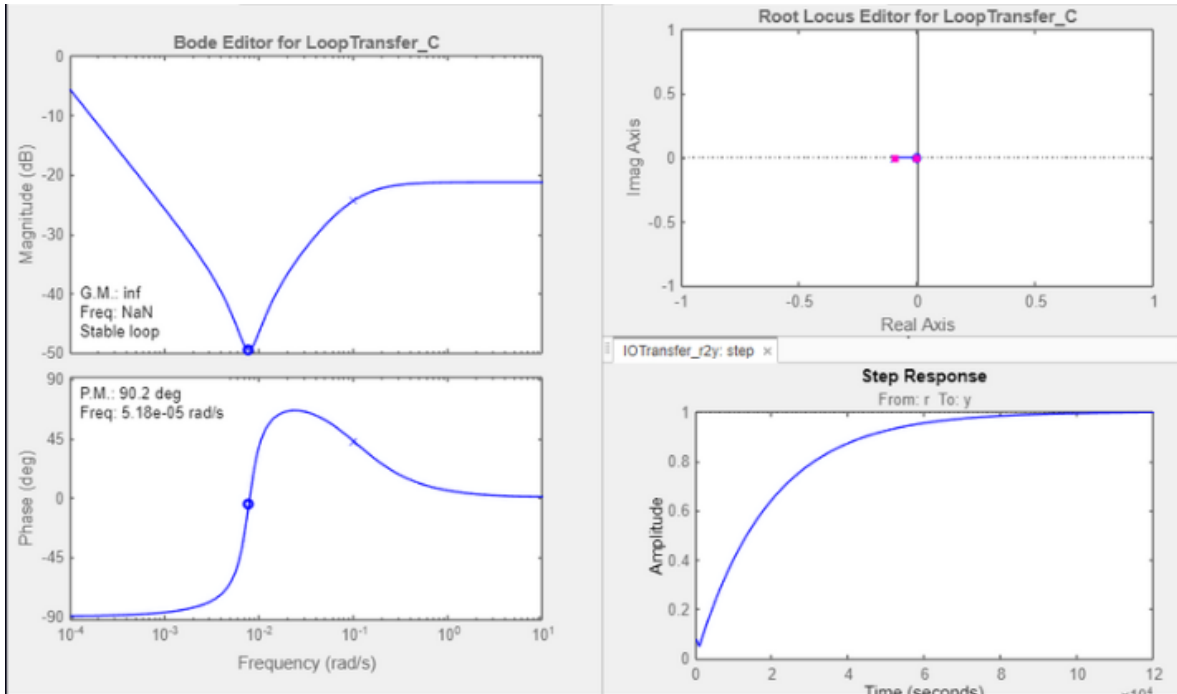 Bode Editor for LoopTransfer_C
0
-10
-20
-30
-40
-50
Magnitude (dB)
G.M.: inf
Freq: NaN
Stable loop
90
45
0
-45
-90
Phase (deg)
P.M.: 90.2 deg
Freq: 5.18e-05 rad/s
10^-4
10^-3
10^-2
10^-1
10^0
10^1
Frequency (rad/s)
Root Locus Editor for LoopTransfer_C
1
0.5
0
-0.5
-1
Imag Axis
-1
-0.5
0
0.5
1
Real Axis
IOTransfer_r2y: step ×
Step Response
From: r To: y
1
0.8
0.6
0.4
0.2
0
Amplitude
0
2
4
6
8
10
12
Time (seconds)